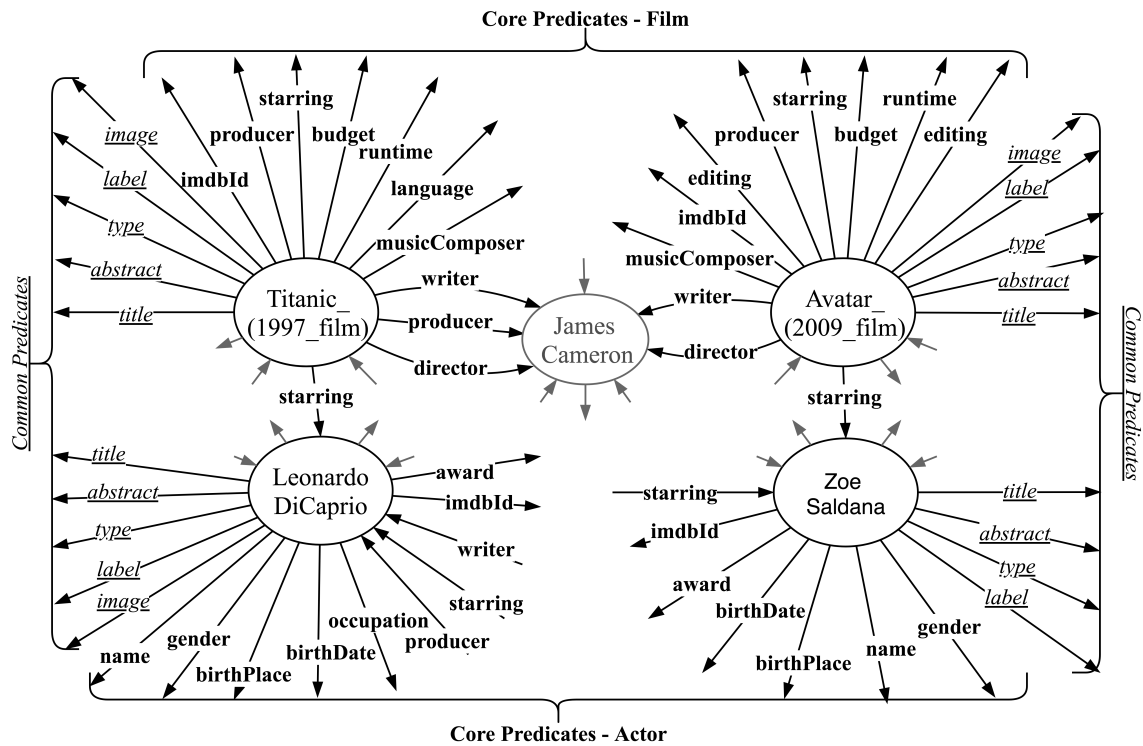 Core Predicates - Film
starring
starring
runtime
producer
budget
producer
budget
editing
image
runtime
image
label
imdbId
language
editing
label
imdbId
type
musicComposer
type
abstract
writer
musicComposer
abstract
title
Titanic_
(1997_film)
producer
James
Cameron
writer
Avatar_
(2009_film)
title
director
director
Common Predicates
Common Predicates
starring
starring
title
abstract
type
label
image
Leonardo
DiCaprio
award
imdbId
writer
starring
producer
occupation
birthDate
birthPlace
gender
name
starring
imdbId
award
birthDate
birthPlace
name
gender
Zoe
Saldana
title
abstract
type
label
Core Predicates - Actor